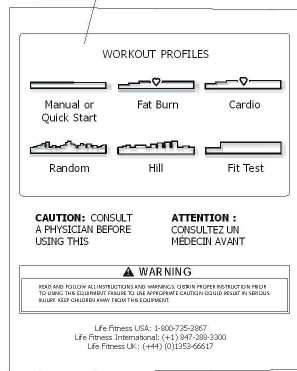 WORKOUT PROFILES
Manual or
Quick Start
Fat Burn
Cardio
Random
Hill
Fit Test
CAUTION: CONSULT
A PHYSICIAN BEFORE
USING THIS
ATTENTION :
CONSULTEZ UN
MÉDECIN AVANT
WARNING
READ AND FOLLOW ALL INSTRUCTIONS AND WARNINGS. OBTAIN PROPER INSTRUCTION PRIOR
TO USING THIS EQUIPMENT. FAILURE TO USE APPROPRIATE CAUTION COULD RESULT IN SERIOUS
INJURY. KEEP CHILDREN AWAY FROM THIS EQUIPMENT.
Life Fitness USA: 1-800-735-3867
Life Fitness International: (+1) 847-288-3300
Life Fitness UK: (+44) (0)1353-66617